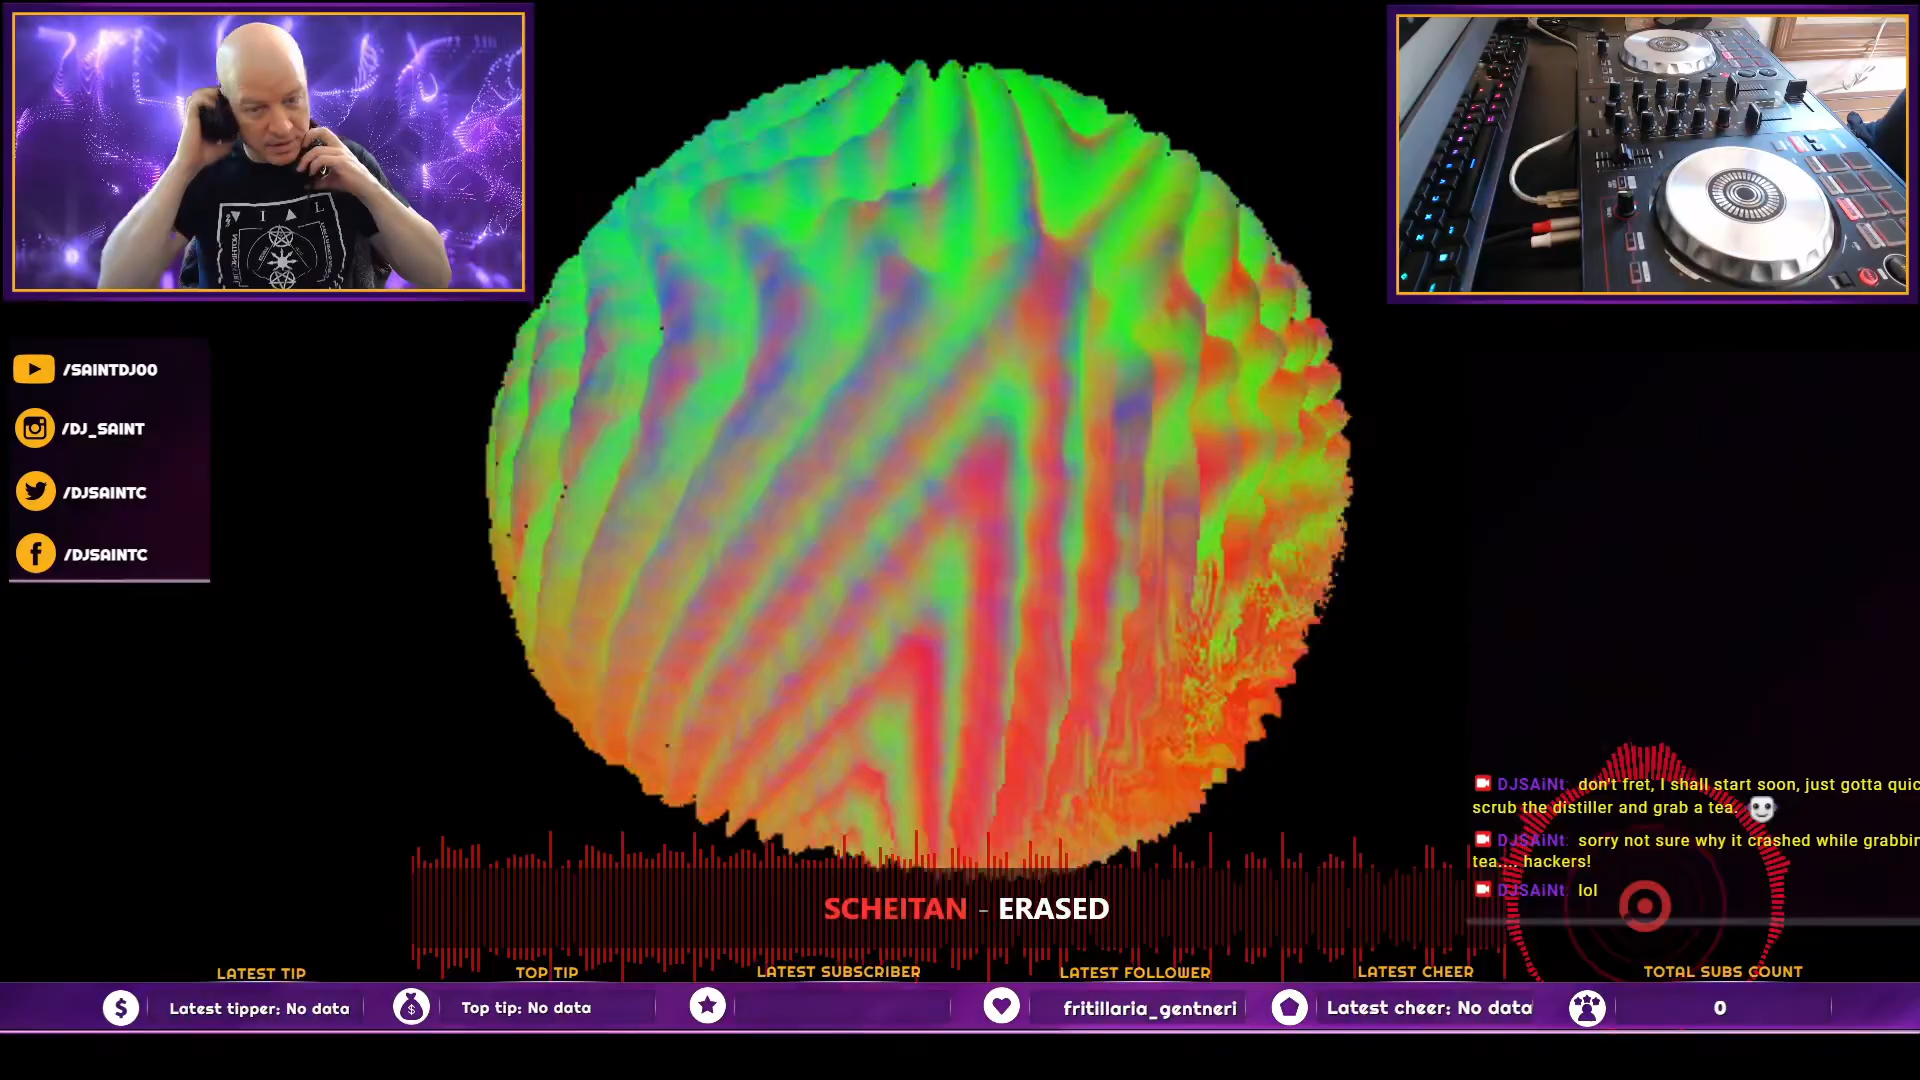 V I A L
/SAINTDJOO
/DJ_SAINT
/DJSAINTC
/DJSAINTC
DJSAiNt: don't fret, I shall start soon, just gotta quic
scrub the distiller and grab a tea.
DJSAiNt: sorry not sure why it crashed while grabbin
tea.... hackers!
DJSAiNt: lol
SCHEITAN - ERASED
LATEST TIP
TOP TIP
LATEST SUBSCRIBER
LATEST FOLLOWER
LATEST CHEER
TOTAL SUBS COUNT
Latest tipper: No data
Top tip: No data
fritillaria_gentneri
Latest cheer: No data
0